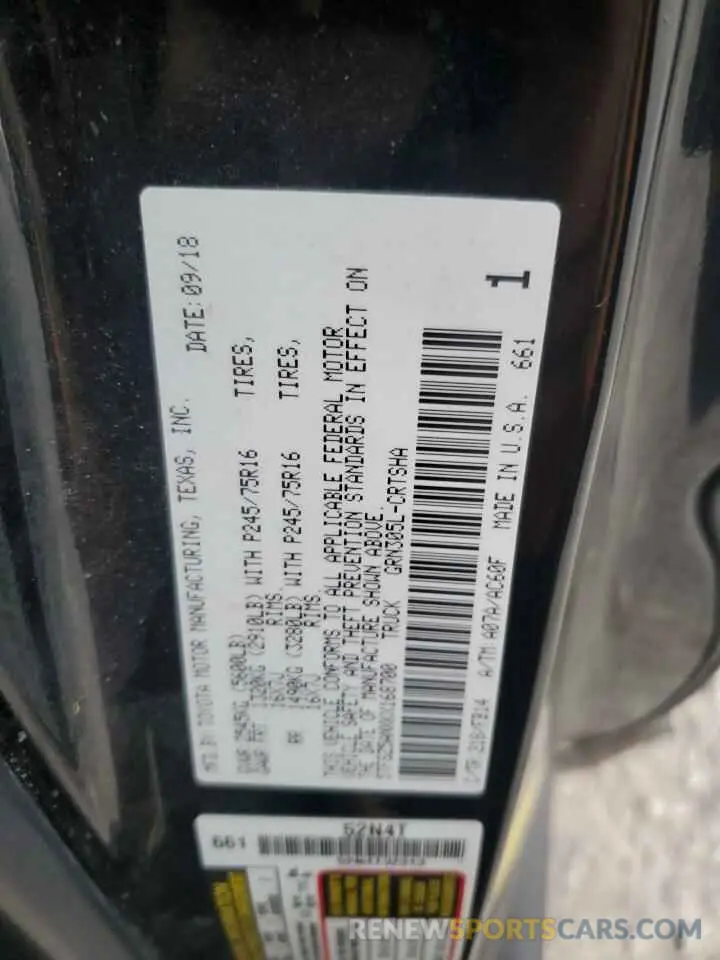 MFD BY TOYOTA MOTOR MANUFACTURING, TEXAS, INC. DATE: 09/18
GVWR 2545KG (5600LB)
GAWR FRT 1320KG (2910LB) WITH P245/75R16 TIRES,
16X7J RIMS,
RR 1490KG (3280LB) WITH P245/75R16 TIRES,
16X7J RIMS.
THIS VEHICLE CONFORMS TO ALL APPLICABLE FEDERAL MOTOR
VEHICLE SAFETY AND THEFT PREVENTION STANDARDS IN EFFECT ON
THE DATE OF MANUFACTURE SHOWN ABOVE.
TRUCK GRN305L-CRTSHA
C/TR: 218/FB14 A/TM: A07A/AC60F MADE IN U.S.A. 661
1
661 52N4T
RENEWSPORTSCARS.COM